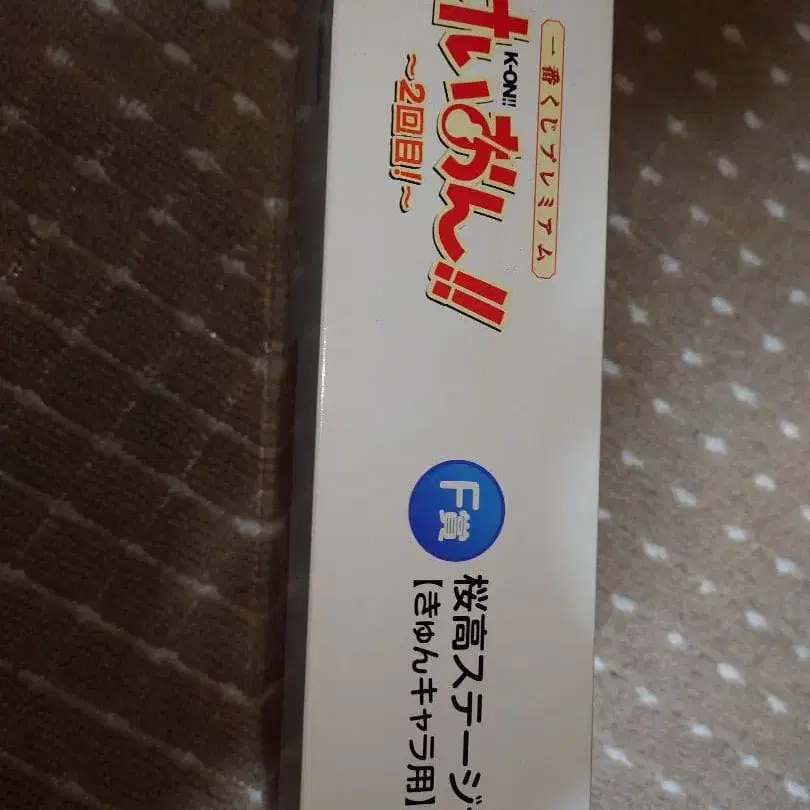 一番くじプレミアム
けいおん!!
K-ON!!
～2回目!～
F賞
桜高ステージ
【きゅんキャラ用】